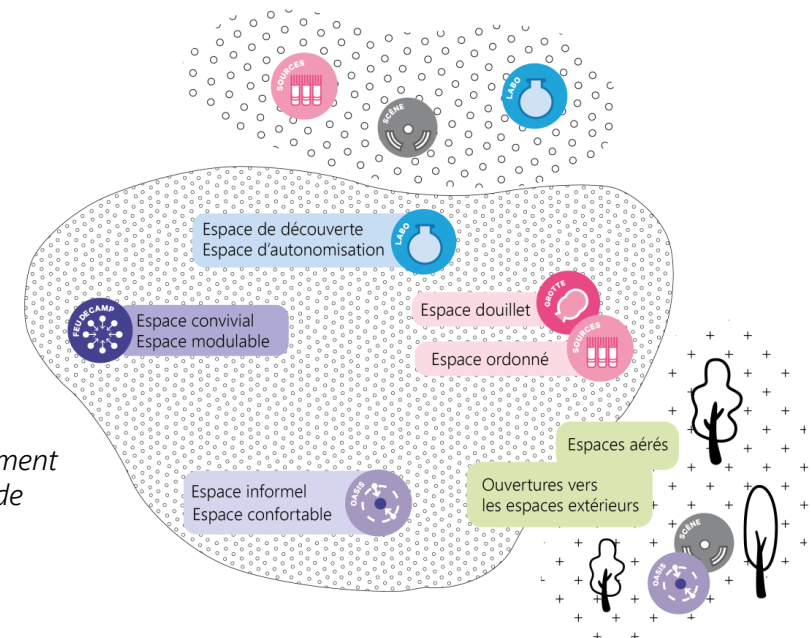 SOURCES
LABO
SCÈNE
Espace de découverte
Espace d'autonomisation
LABO
FEU DE CAMP
Espace convivial
Espace modulable
Espace douillet
GROTTE
Espace ordonné
SOURCES
Espaces aérés
Ouvertures vers
les espaces extérieurs
ment
de
Espace informel
Espace confortable
OASIS
SCÈNE
OASIS